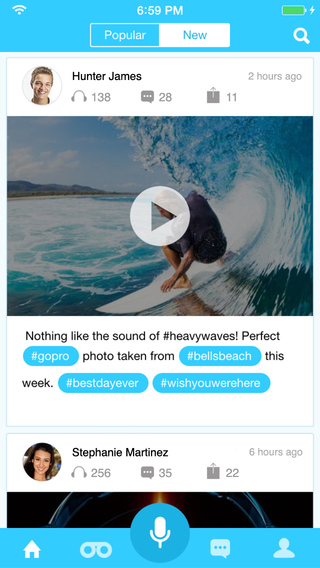 6:59 PM
Popular New
Hunter James 2 hours ago
138 28 11
Nothing like the sound of #heavywaves! Perfect
#gopro photo taken from #bellsbeach this
week. #bestdayever #wishyouwerehere
Stephanie Martinez 6 hours ago
256 35 22